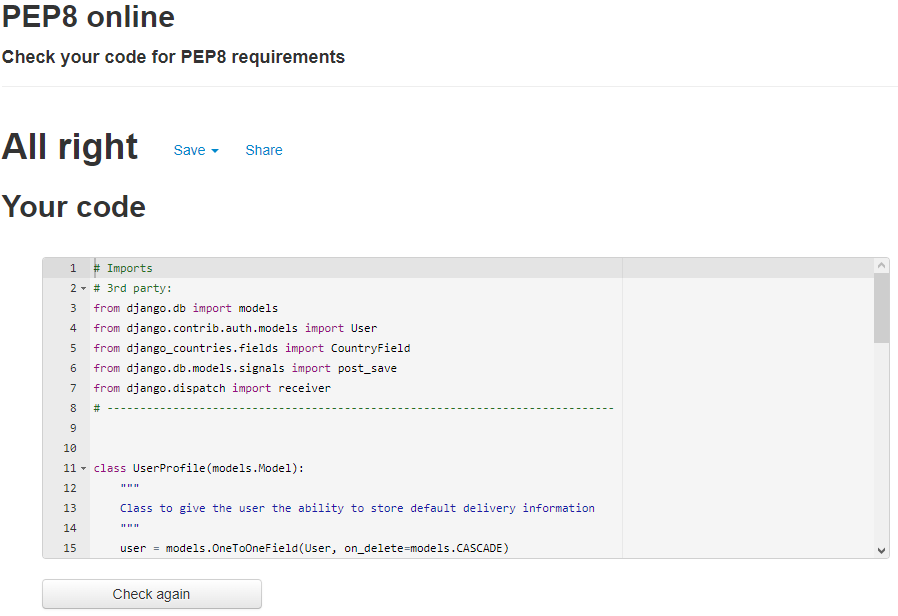 PEP8 online
Check your code for PEP8 requirements
All right Save Share
Your code
1 # Imports
2 # 3rd party:
3 from django.db import models
4 from django.contrib.auth.models import User
5 from django_countries.fields import CountryField
6 from django.db.models.signals import post_save
7 from django.dispatch import receiver
8 # -----------------------------------------------------------------------------
9
10
11 class UserProfile(models.Model):
12 """
13 Class to give the user the ability to store default delivery information
14 """
15 user = models.OneToOneField(User, on_delete=models.CASCADE)
Check again